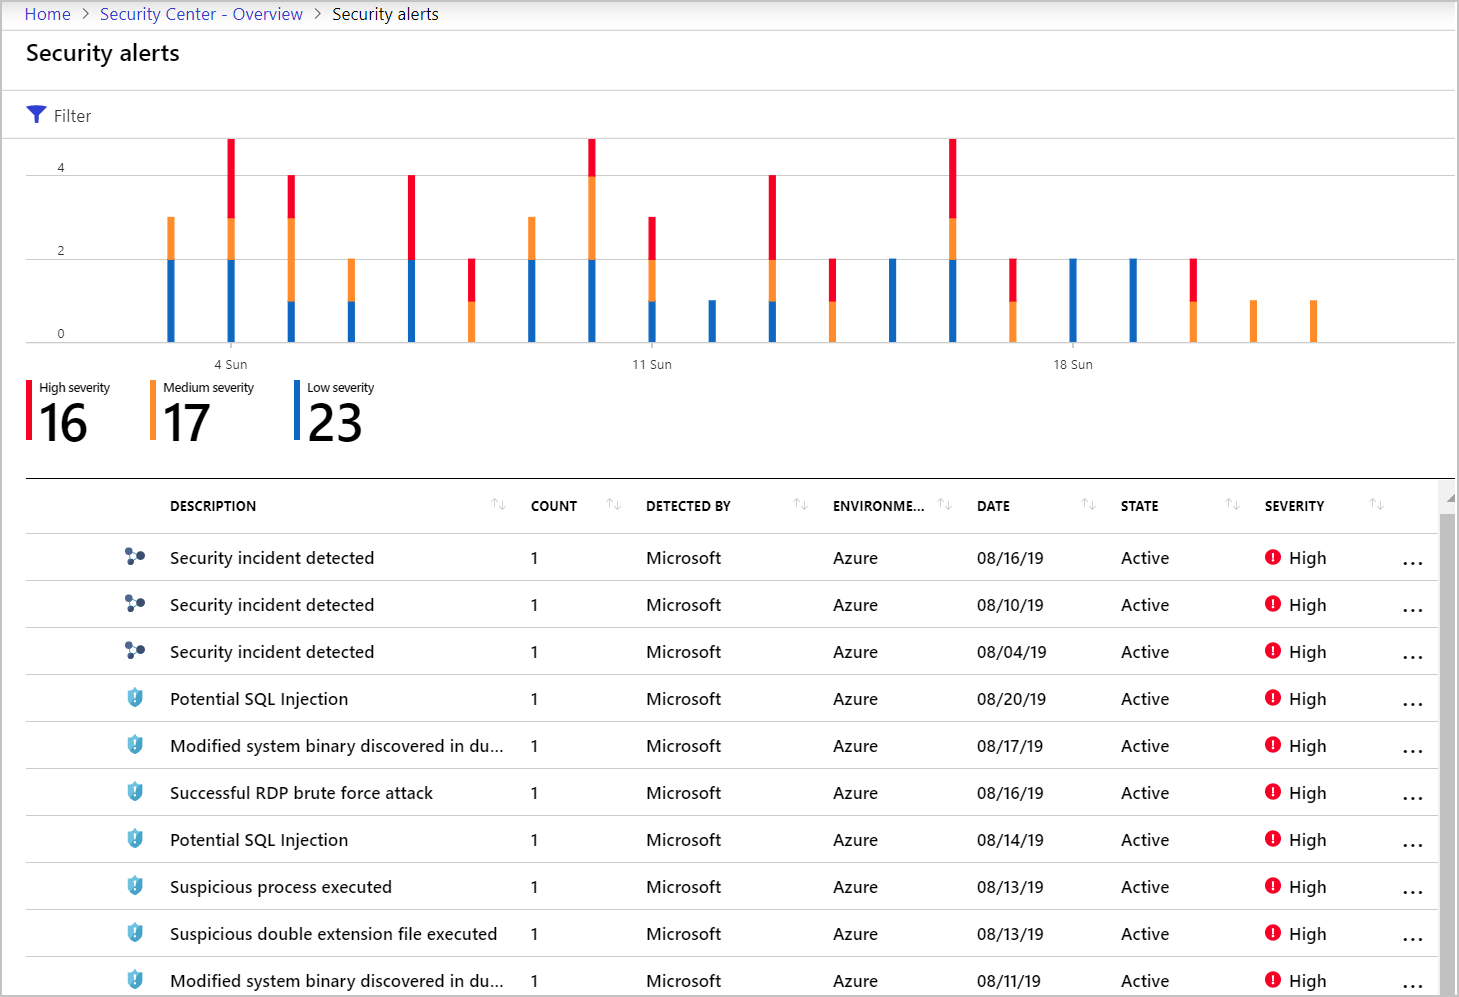 Home > Security Center - Overview > Security alerts
Security alerts
Filter
4
2
0
4 Sun 11 Sun 18 Sun
High severity Medium severity Low severity
16 17 23
DESCRIPTION COUNT DETECTED BY ENVIRONME... DATE STATE SEVERITY
Security incident detected 1 Microsoft Azure 08/16/19 Active High ...
Security incident detected 1 Microsoft Azure 08/10/19 Active High ...
Security incident detected 1 Microsoft Azure 08/04/19 Active High ...
Potential SQL Injection 1 Microsoft Azure 08/20/19 Active High ...
Modified system binary discovered in du... 1 Microsoft Azure 08/17/19 Active High ...
Successful RDP brute force attack 1 Microsoft Azure 08/16/19 Active High ...
Potential SQL Injection 1 Microsoft Azure 08/14/19 Active High ...
Suspicious process executed 1 Microsoft Azure 08/13/19 Active High ...
Suspicious double extension file executed 1 Microsoft Azure 08/13/19 Active High ...
Modified system binary discovered in du... 1 Microsoft Azure 08/11/19 Active High ...